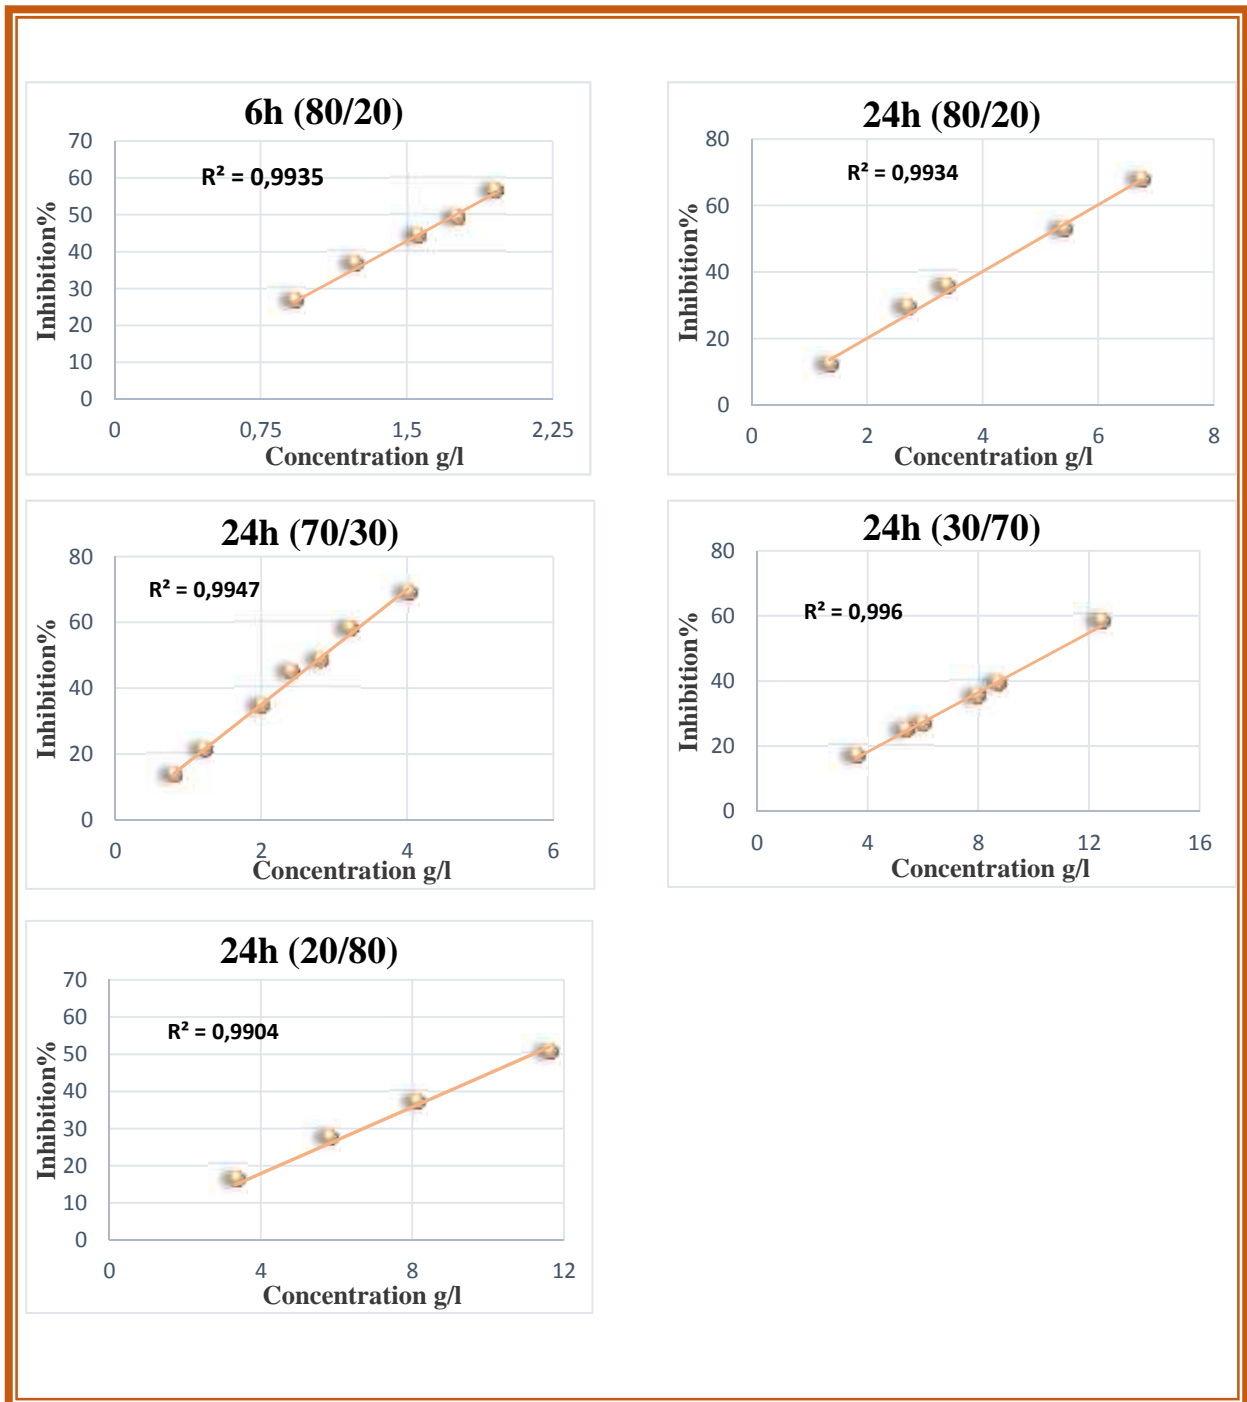 6h (80/20)
R² = 0,9935
Inhibition%
70
60
50
40
30
20
10
0
0 0,75 1,5 2,25
Concentration g/l
24h (80/20)
R² = 0,9934
Inhibition%
80
60
40
20
0
0 2 4 6 8
Concentration g/l
24h (70/30)
R² = 0,9947
Inhibition%
80
60
40
20
0
0 2 4 6
Concentration g/l
24h (30/70)
R² = 0,996
Inhibition%
80
60
40
20
0
0 4 8 12 16
Concentration g/l
24h (20/80)
R² = 0,9904
Inhibition%
70
60
50
40
30
20
10
0
0 4 8 12
Concentration g/l